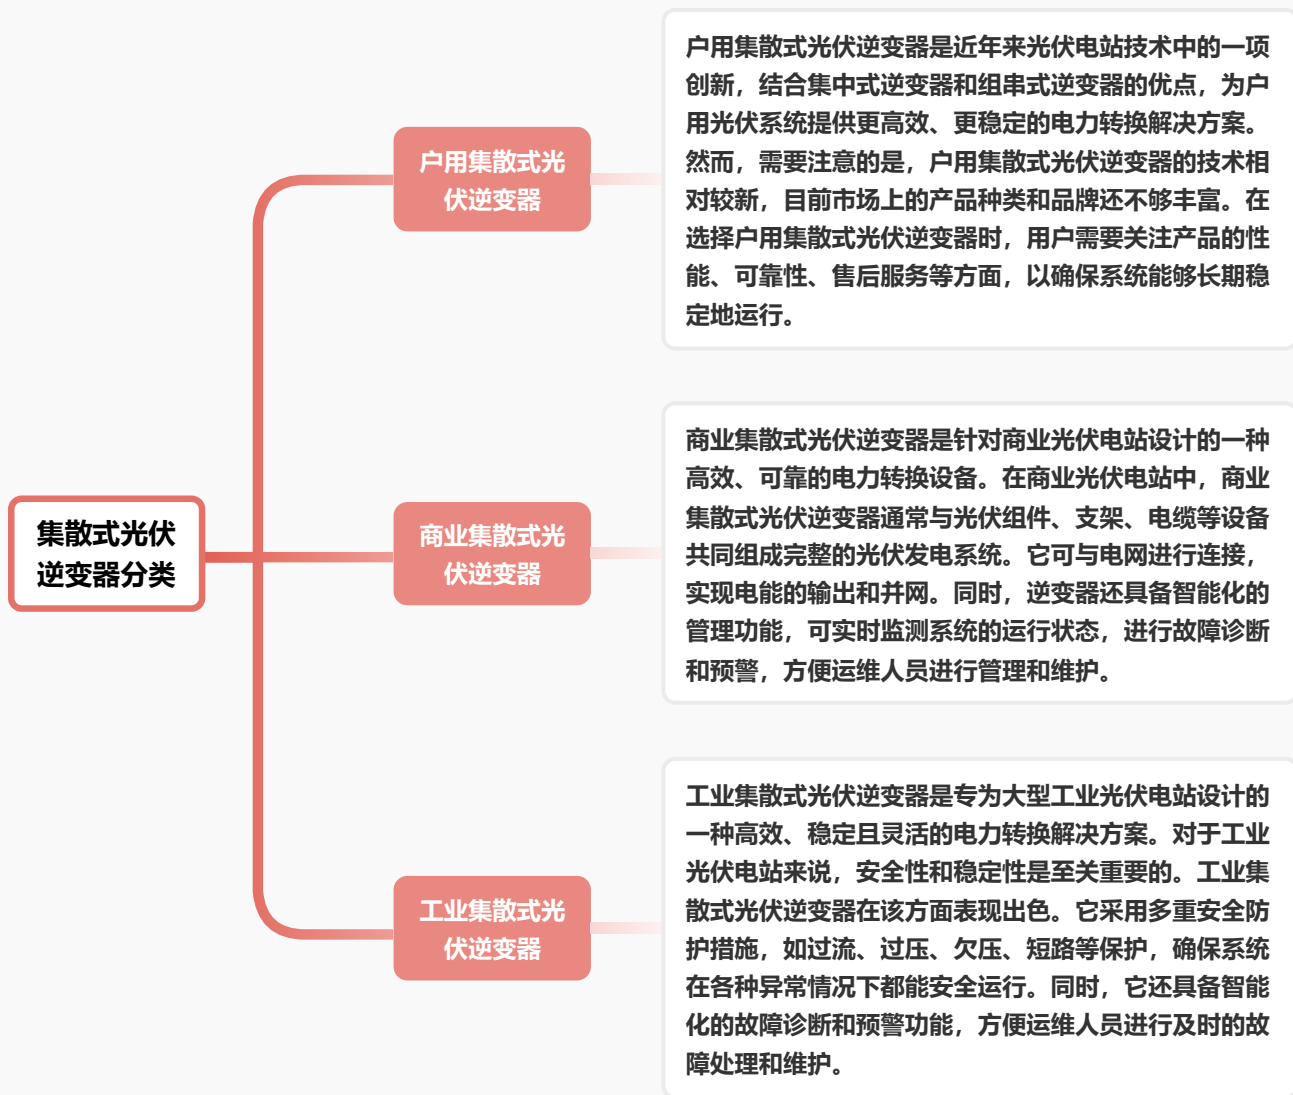 集散式光伏
逆变器分类
户用集散式光
伏逆变器
户用集散式光伏逆变器是近年来光伏电站技术中的一项
创新，结合集中式逆变器和组串式逆变器的优点，为户
用光伏系统提供更高效、更稳定的电力转换解决方案。
然而，需要注意的是，户用集散式光伏逆变器的技术相
对较新，目前市场上的产品种类和品牌还不够丰富。在
选择户用集散式光伏逆变器时，用户需要关注产品的性
能、可靠性、售后服务等方面，以确保系统能够长期稳
定地运行。
商业集散式光
伏逆变器
商业集散式光伏逆变器是针对商业光伏电站设计的一种
高效、可靠的电力转换设备。在商业光伏电站中，商业
集散式光伏逆变器通常与光伏组件、支架、电缆等设备
共同组成完整的光伏发电系统。它可与电网进行连接，
实现电能的输出和并网。同时，逆变器还具备智能化的
管理功能，可实时监测系统的运行状态，进行故障诊断
和预警，方便运维人员进行管理和维护。
工业集散式光
伏逆变器
工业集散式光伏逆变器是专为大型工业光伏电站设计的
一种高效、稳定且灵活的电力转换解决方案。对于工业
光伏电站来说，安全性和稳定性是至关重要的。工业集
散式光伏逆变器在该方面表现出色。它采用多重安全防
护措施，如过流、过压、欠压、短路等保护，确保系统
在各种异常情况下都能安全运行。同时，它还具备智能
化的故障诊断和预警功能，方便运维人员进行及时的故
障处理和维护。